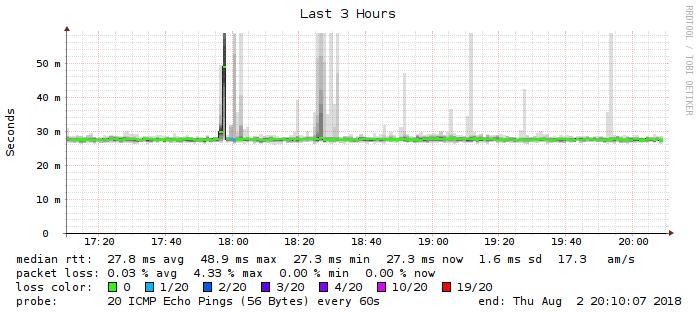 Last 3 Hours
RRDTOOL / TOBI OETIKER
Seconds
50 m
40 m
30 m
20 m
10 m
0
17:20 17:40 18:00 18:20 18:40 19:00 19:20 19:40 20:00
median rtt: 27.8 ms avg 48.9 ms max 27.3 ms min 27.3 ms now 1.6 ms sd 17.3 am/s
packet loss: 0.03 % avg 4.33 % max 0.00 % min 0.00 % now
loss color: 0 1/20 2/20 3/20 4/20 10/20 19/20
probe: 20 ICMP Echo Pings (56 Bytes) every 60s end: Thu Aug 2 20:10:07 2018